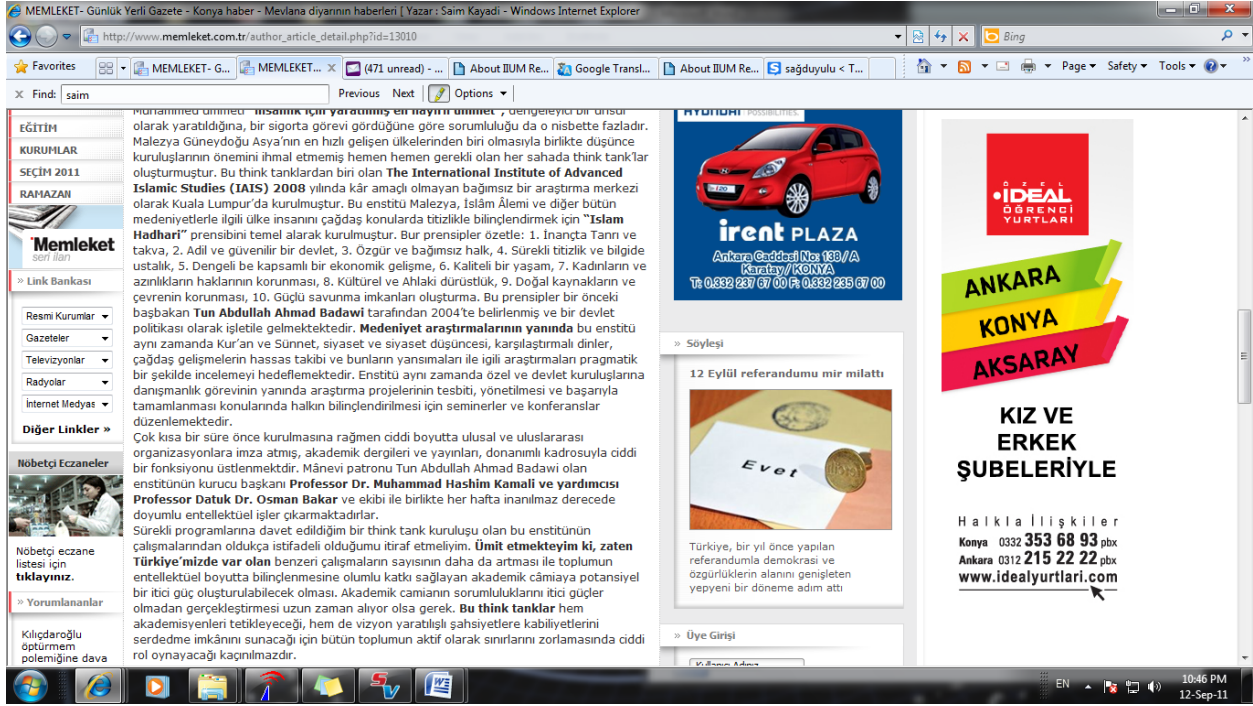 MEMLEKET- Günlük Yerli Gazete - Konya haber - Mevlana diyarının haberleri [ Yazar : Saim Kayadi - Windows Internet Explorer
http://www.memleket.com.tr/author_article_detail.php?id=13010
Bing
Favorites
MEMLEKET- G...
MEMLEKET...
(471 unread) - ...
About IIUM Re...
Google Transl...
About IIUM Re...
sağduyulu < T...
Page
Safety
Tools
Find: saim
Previous Next
Options
EĞİTİM
KURUMLAR
SEÇİM 2011
RAMAZAN
Memleket
seri ilan
» Link Bankası
Resmi Kurumlar
Gazeteler
Televizyonlar
Radyolar
İnternet Medyas
Diğer Linkler »
Nöbetçi Eczaneler
Nöbetçi eczane
listesi için
tıklayınız.
» Yorumlananlar
Kılıçdaroğlu
öptürmem
polemiğine dava
Muhammed ümmeti "insanlık için yaratılmış en hayırlı ümmet", dengeleyici bir unsur
olarak yaratıldığına, bir sigorta görevi gördüğüne göre sorumluluğu da o nisbette fazladır.
Malezya Güneydoğu Asya'nın en hızlı gelişen ülkelerinden biri olmasıyla birlikte düşünce
kuruluşlarının önemini ihmal etmemiş hemen hemen gerekli olan her sahada think tank'lar
oluşturmuştur. Bu think tanklardan biri olan The International Institute of Advanced
Islamic Studies (IAIS) 2008 yılında kâr amaçlı olmayan bağımsız bir araştırma merkezi
olarak Kuala Lumpur'da kurulmuştur. Bu enstitü Malezya, İslâm Âlemi ve diğer bütün
medeniyetlerle ilgili ülke insanını çağdaş konularda titizlikle bilinçlendirmek için "Islam
Hadhari" prensibini temel alarak kurulmuştur. Bur prensipler özetle: 1. İnançta Tanrı ve
takva, 2. Adil ve güvenilir bir devlet, 3. Özgür ve bağımsız halk, 4. Sürekli titizlik ve bilgide
ustalık, 5. Dengeli be kapsamlı bir ekonomik gelişme, 6. Kaliteli bir yaşam, 7. Kadınların ve
azınlıkların haklarının korunması, 8. Kültürel ve Ahlaki dürüstlük, 9. Doğal kaynakların ve
çevrenin korunması, 10. Güçlü savunma imkanları oluşturma. Bu prensipler bir önceki
başbakan Tun Abdullah Ahmad Badawi tarafından 2004'te belirlenmiş ve bir devlet
politikası olarak işletile gelmektektedir. Medeniyet araştırmalarının yanında bu enstitü
aynı zamanda Kur'an ve Sünnet, siyaset ve siyaset düşüncesi, karşılaştırmalı dinler,
çağdaş gelişmelerin hassas takibi ve bunların yansımaları ile igili araştırmaları pragmatik
bir şekilde incelemeyi hedeflemektedir. Enstitü aynı zamanda özel ve devlet kuruluşlarına
danışmanlık görevinin yanında araştırma projelerinin tesbiti, yönetilmesi ve başarıyla
tamamlanması konularında halkın bilinçlendirilmesi için seminerler ve konferanslar
düzenlemektedir.
Çok kısa bir süre önce kurulmasına rağmen ciddi boyutta ulusal ve uluslararası
organizasyonlara imza atmış, akademik dergileri ve yayınları, donanımlı kadrosuyla ciddi
bir fonksiyonu üstlenmektdir. Mânevi patronu Tun Abdullah Ahmad Badawi olan
enstitünün kurucu başkanı Professor Dr. Muhammad Hashim Kamali ve yardımcısı
Professor Datuk Dr. Osman Bakar ve ekibi ile birlikte her hafta inanılmaz derecede
doyumlu entellektüel işler çıkarmaktadırlar.
Sürekli programlarına davet edildiğim bir think tank kuruluşu olan bu enstitünün
çalışmalarından oldukça istifadeli olduğumu itiraf etmeliyim. Ümit etmekteyim ki, zaten
Türkiye'mizde var olan benzeri çalışmaların sayısının daha da artması ile toplumun
entellektüel boyutta bilinçlenmesine olumlu katkı sağlayan akademik câmiaya potansiyel
bir itici güç oluşturulabilecek olması. Akademik camianın sorumluluklarını itici güçler
olmadan gerçekleştirmesi uzun zaman alıyor olsa gerek. Bu think tanklar hem
akademisyenleri tetikleyeceği, hem de vizyon yaratılışlı şahsiyetlere kabiliyetlerini
serdedme imkânını sunacağı için bütün toplumun aktif olarak sınırlarını zorlamasında ciddi
rol oynayacağı kaçınılmazdır.
HYUNDAI POSSIBILITIES.
i20
irent PLAZA
Ankara Caddesi No: 138/A
Karatay/KONYA
T: 0.332 237 67 00 F: 0.332 235 67 00
» Söyleşi
12 Eylül referandumu mir milattı
Evet
Türkiye, bir yıl önce yapılan
referandumla demokrasi ve
özgürlüklerin alanını genişleten
yepyeni bir döneme adım attı
» Üye Girişi
Kullanıcı Adınız
ÖZEL
İDEAL
ÖĞRENCİ
YURTLARI
ANKARA
KONYA
AKSARAY
KIZ VE
ERKEK
ŞUBELERİYLE
Halkla İlişkiler
Konya 0332 353 68 93 pbx
Ankara 0312 215 22 22 pbx
www.idealyurtlari.com
EN
10:46 PM
12-Sep-11